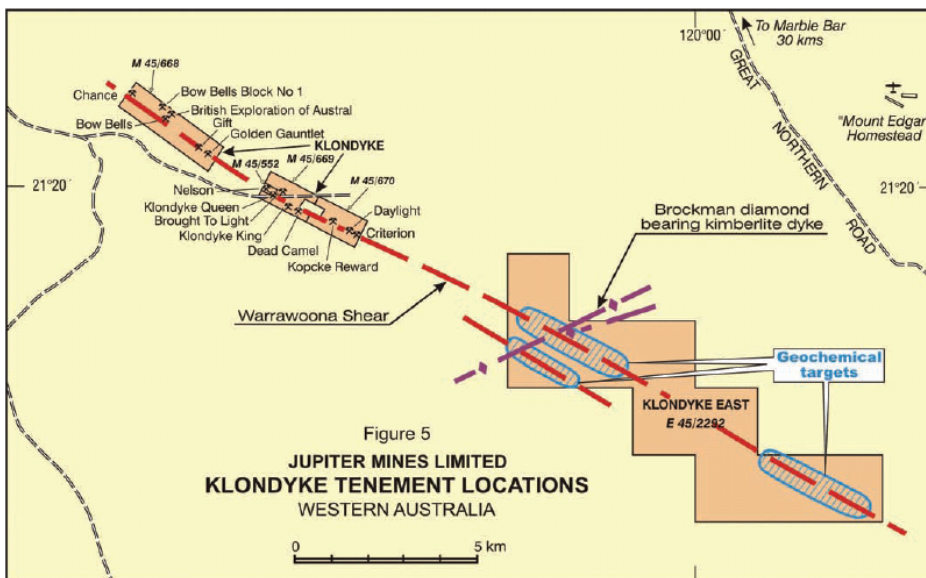 120°00´
To Marble Bar
30 kms
GREAT
NORTHERN
ROAD
"Mount Edgar"
Homestead
M 45/668
Chance
Bow Bells Block No 1
British Exploration of Austral
Bow Bells
Gift
Golden Gauntlet
KLONDYKE
M 45/552
M 45/669
M 45/670
21°20´
21°20´
Nelson
Klondyke Queen
Brought To Light
Klondyke King
Dead Camel
Kopcke Reward
Daylight
Criterion
Brockman diamond
bearing kimberlite dyke
Warrawoona Shear
Geochemical
targets
KLONDYKE EAST
E 45/2292
Figure 5
JUPITER MINES LIMITED
KLONDYKE TENEMENT LOCATIONS
WESTERN AUSTRALIA
0
5 km